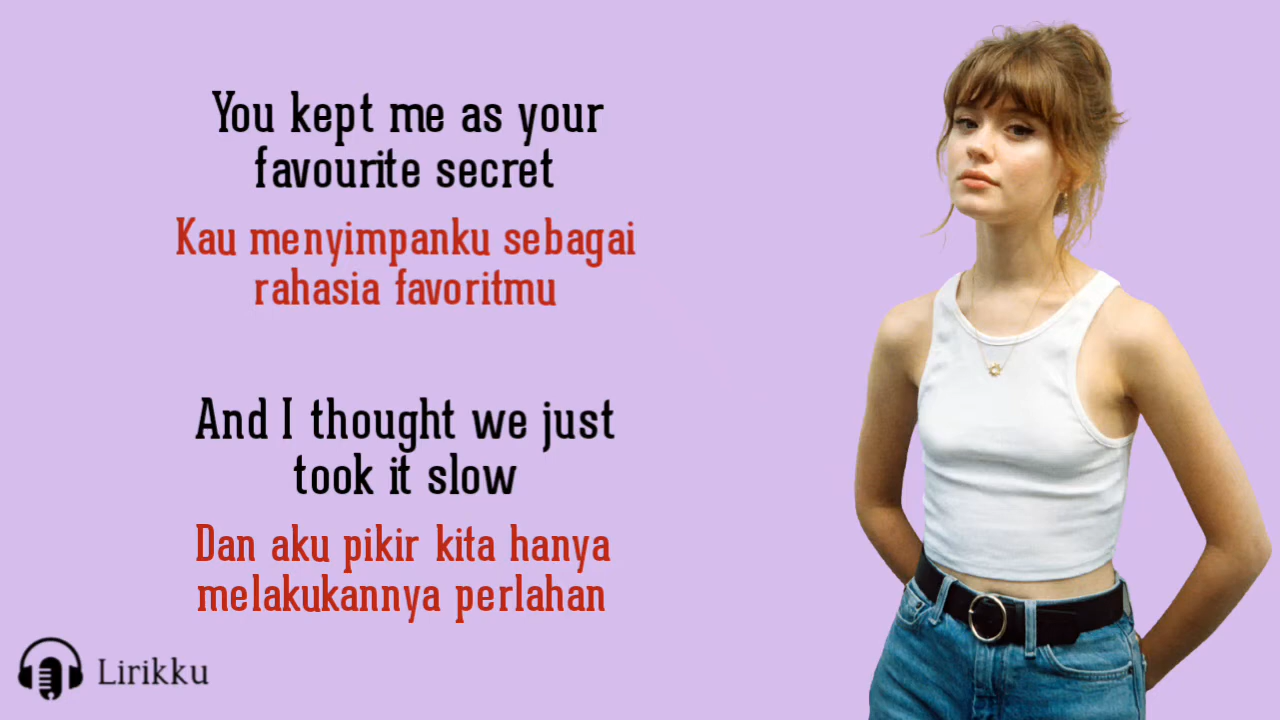 You kept me as your
favourite secret
Kau menyimpanku sebagai
rahasia favoritmu
And I thought we just
took it slow
Dan aku pikir kita hanya
melakukannya perlahan
Lirikku